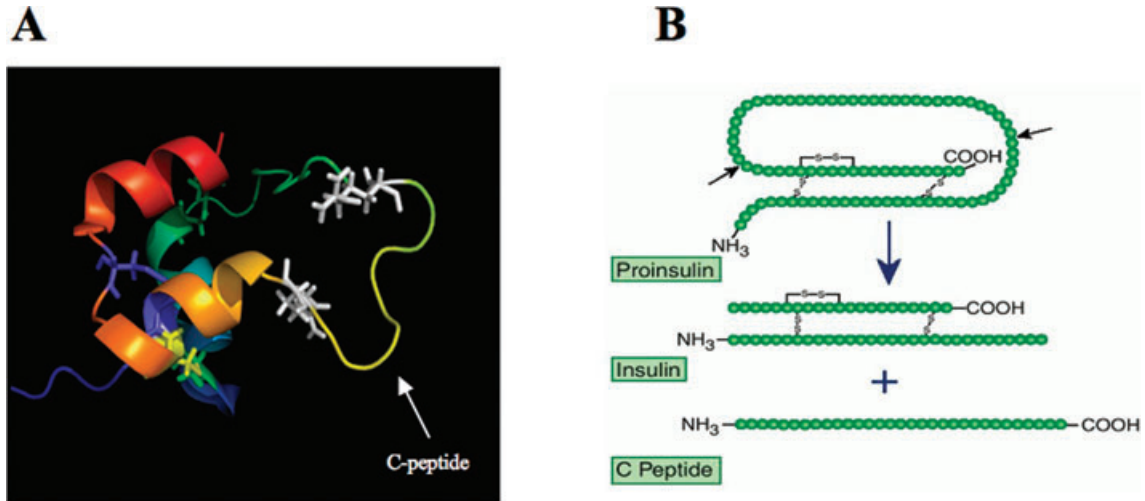 A
B
C-peptide
S-S
COOH
S
S
S
S
NH3
Proinsulin
S-S
COOH
S
S
S
S
NH3
Insulin
+
NH3
COOH
C Peptide